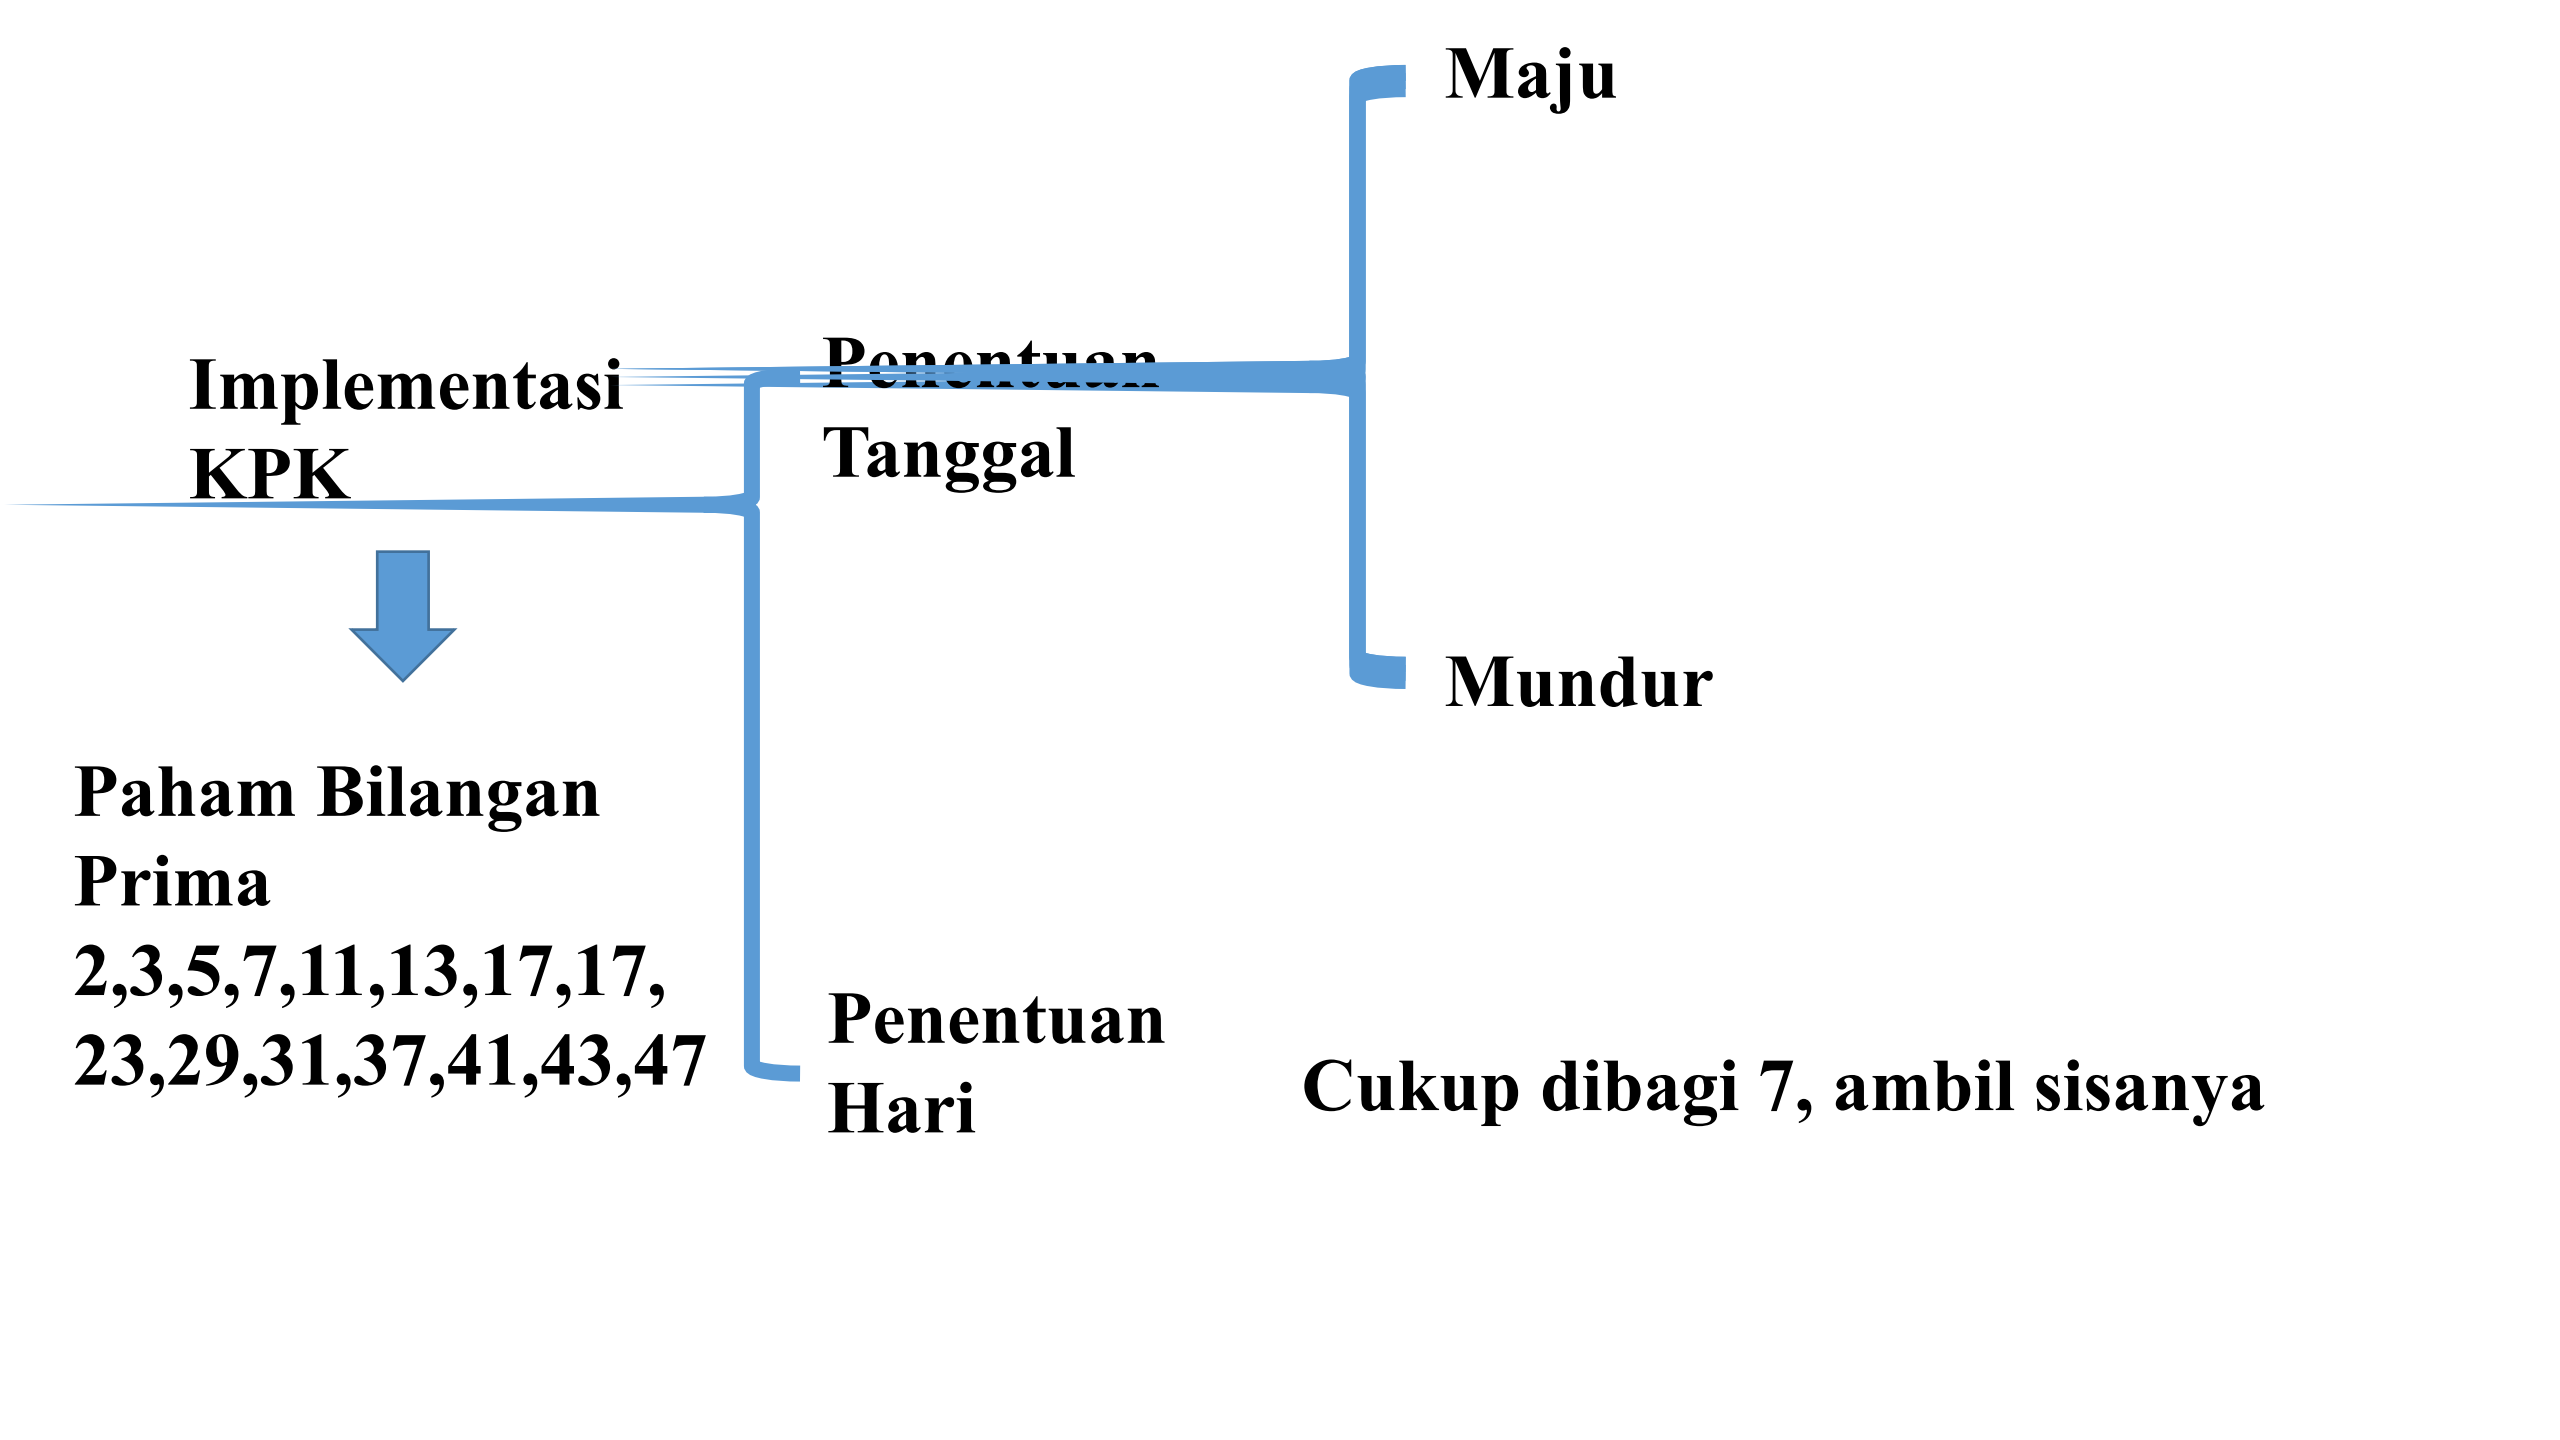 Maju
Implementasi
KPK
Penentuan
Tanggal
Mundur
Paham Bilangan
Prima
2,3,5,7,11,13,17,17,
23,29,31,37,41,43,47
Penentuan
Hari
Cukup dibagi 7, ambil sisanya